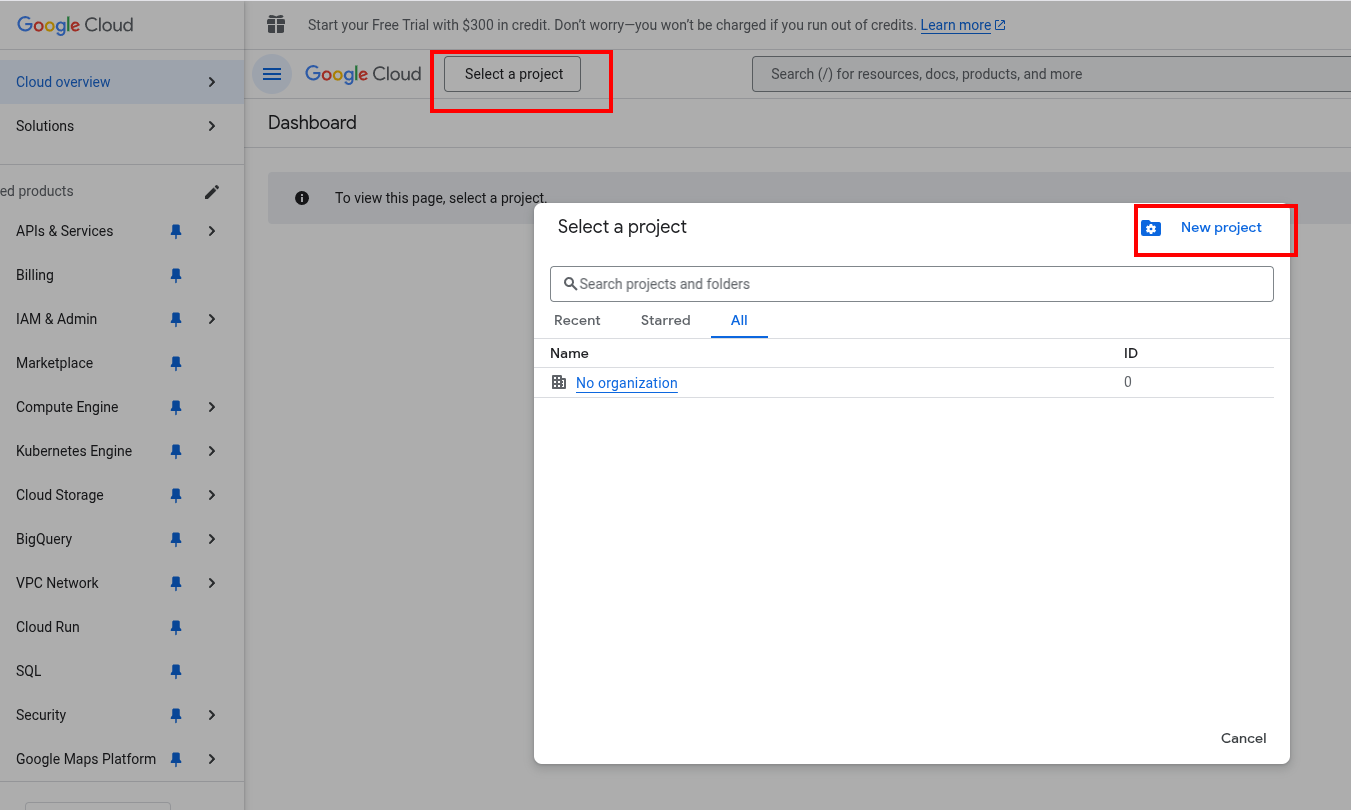 Google Cloud
Start your Free Trial with $300 in credit. Don’t worry—you won’t be charged if you run out of credits. Learn more
Google Cloud
Select a project
Search (/) for resources, docs, products, and more
Cloud overview
Solutions
ed products
APIs & Services
Billing
IAM & Admin
Marketplace
Compute Engine
Kubernetes Engine
Cloud Storage
BigQuery
VPC Network
Cloud Run
SQL
Security
Google Maps Platform
Dashboard
To view this page, select a project.
Select a project
New project
Search projects and folders
Recent
Starred
All
Name
ID
No organization
0
Cancel